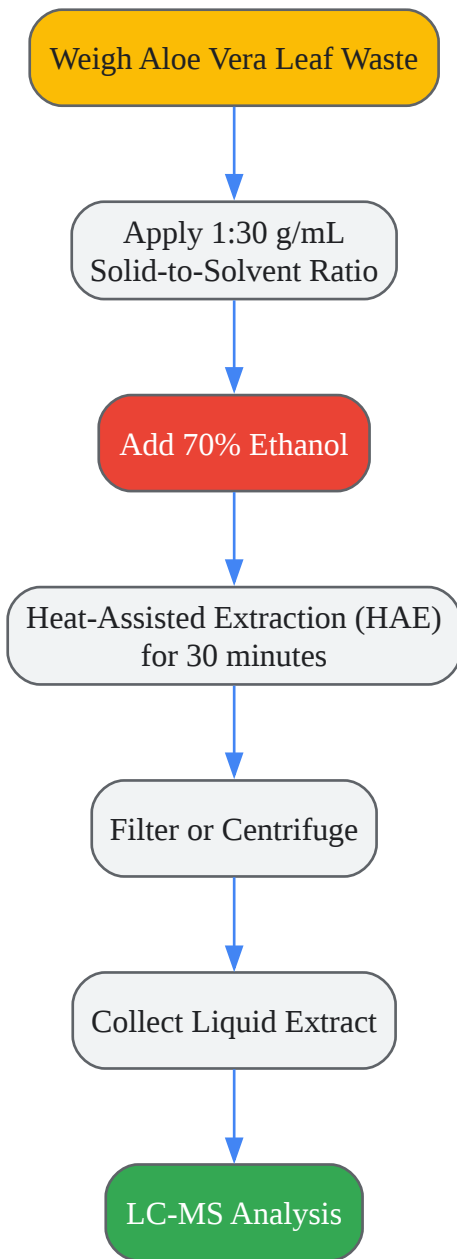 Weigh Aloe Vera Leaf Waste
Apply 1:30 g/mL
Solid-to-Solvent Ratio
Add 70% Ethanol
Heat-Assisted Extraction (HAE)
for 30 minutes
Filter or Centrifuge
Collect Liquid Extract
LC-MS Analysis